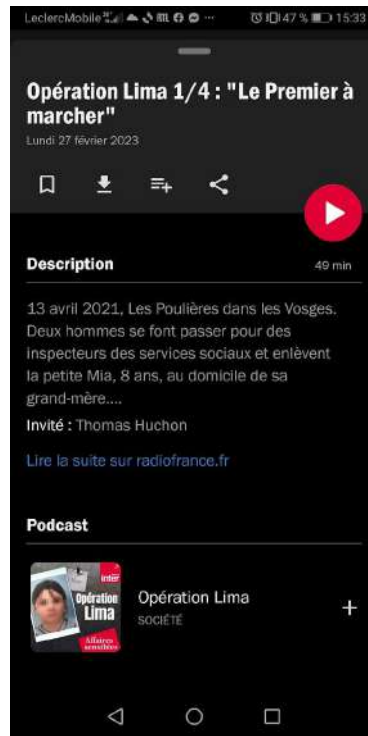 LeclercMobile ... 47 % 15:33
Opération Lima 1/4 : "Le Premier à
marcher"
Lundi 27 février 2023
Description
49 min
13 avril 2021, Les Poulières dans les Vosges.
Deux hommes se font passer pour des
inspecteurs des services sociaux et enlèvent
la petite Mia, 8 ans, au domicile de sa
grand-mère....
Invité : Thomas Huchon
Lire la suite sur radiofrance.fr
Podcast
inter
Opération
Lima
Affaires
sensibles
Opération Lima
SOCIÉTÉ